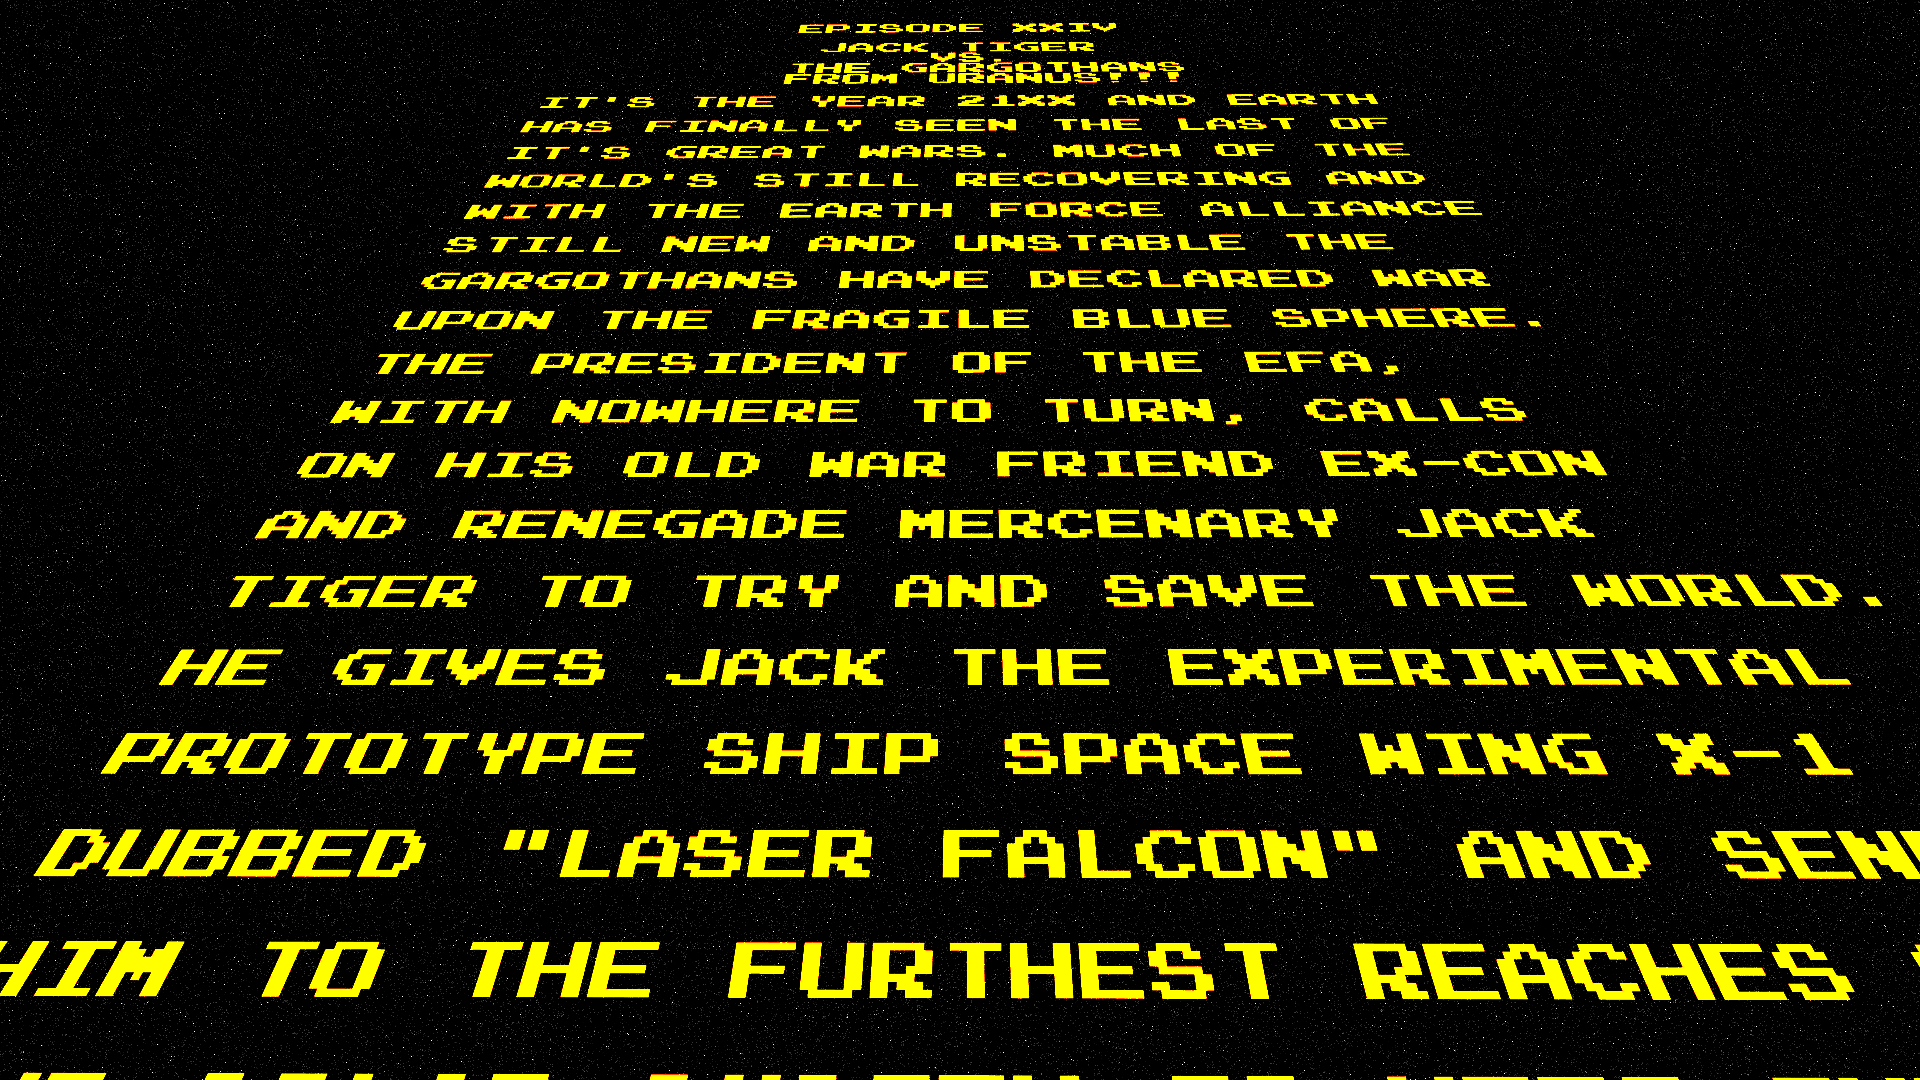 EPISODE XXIV
JACK TIGER
VS.
THE GARGOTHANS
FROM URANUS!!!
IT'S THE YEAR 21XX AND EARTH
HAS FINALLY SEEN THE LAST OF
IT'S GREAT WARS. MUCH OF THE
WORLD'S STILL RECOVERING AND
WITH THE EARTH FORCE ALLIANCE
STILL NEW AND UNSTABLE THE
GARGOTHANS HAVE DECLARED WAR
UPON THE FRAGILE BLUE SPHERE.
THE PRESIDENT OF THE EFA,
WITH NOWHERE TO TURN, CALLS
ON HIS OLD WAR FRIEND EX-CON
AND RENEGADE MERCENARY JACK
TIGER TO TRY AND SAVE THE WORLD.
HE GIVES JACK THE EXPERIMENTAL
PROTOTYPE SHIP SPACE WING X-1
DUBBED "LASER FALCON" AND SEN
HIM TO THE FURTHEST REACHES